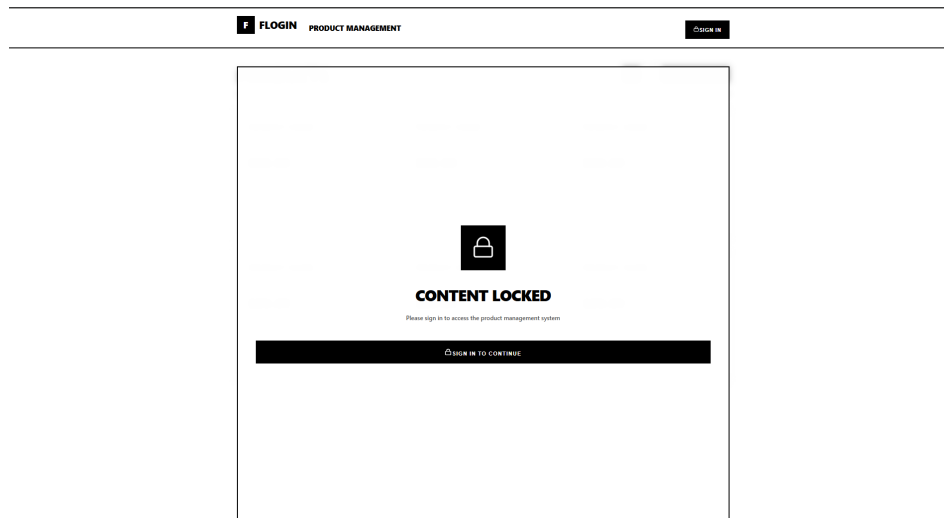 F FLOGIN PRODUCT MANAGEMENT
SIGN IN
CONTENT LOCKED
Please sign in to access the product management system
SIGN IN TO CONTINUE